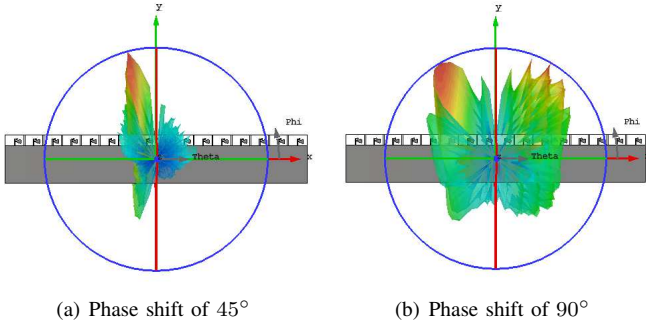 y
Phi
Theta
x
y
Phi
Theta
(a) Phase shift of 45°
(b) Phase shift of 90°